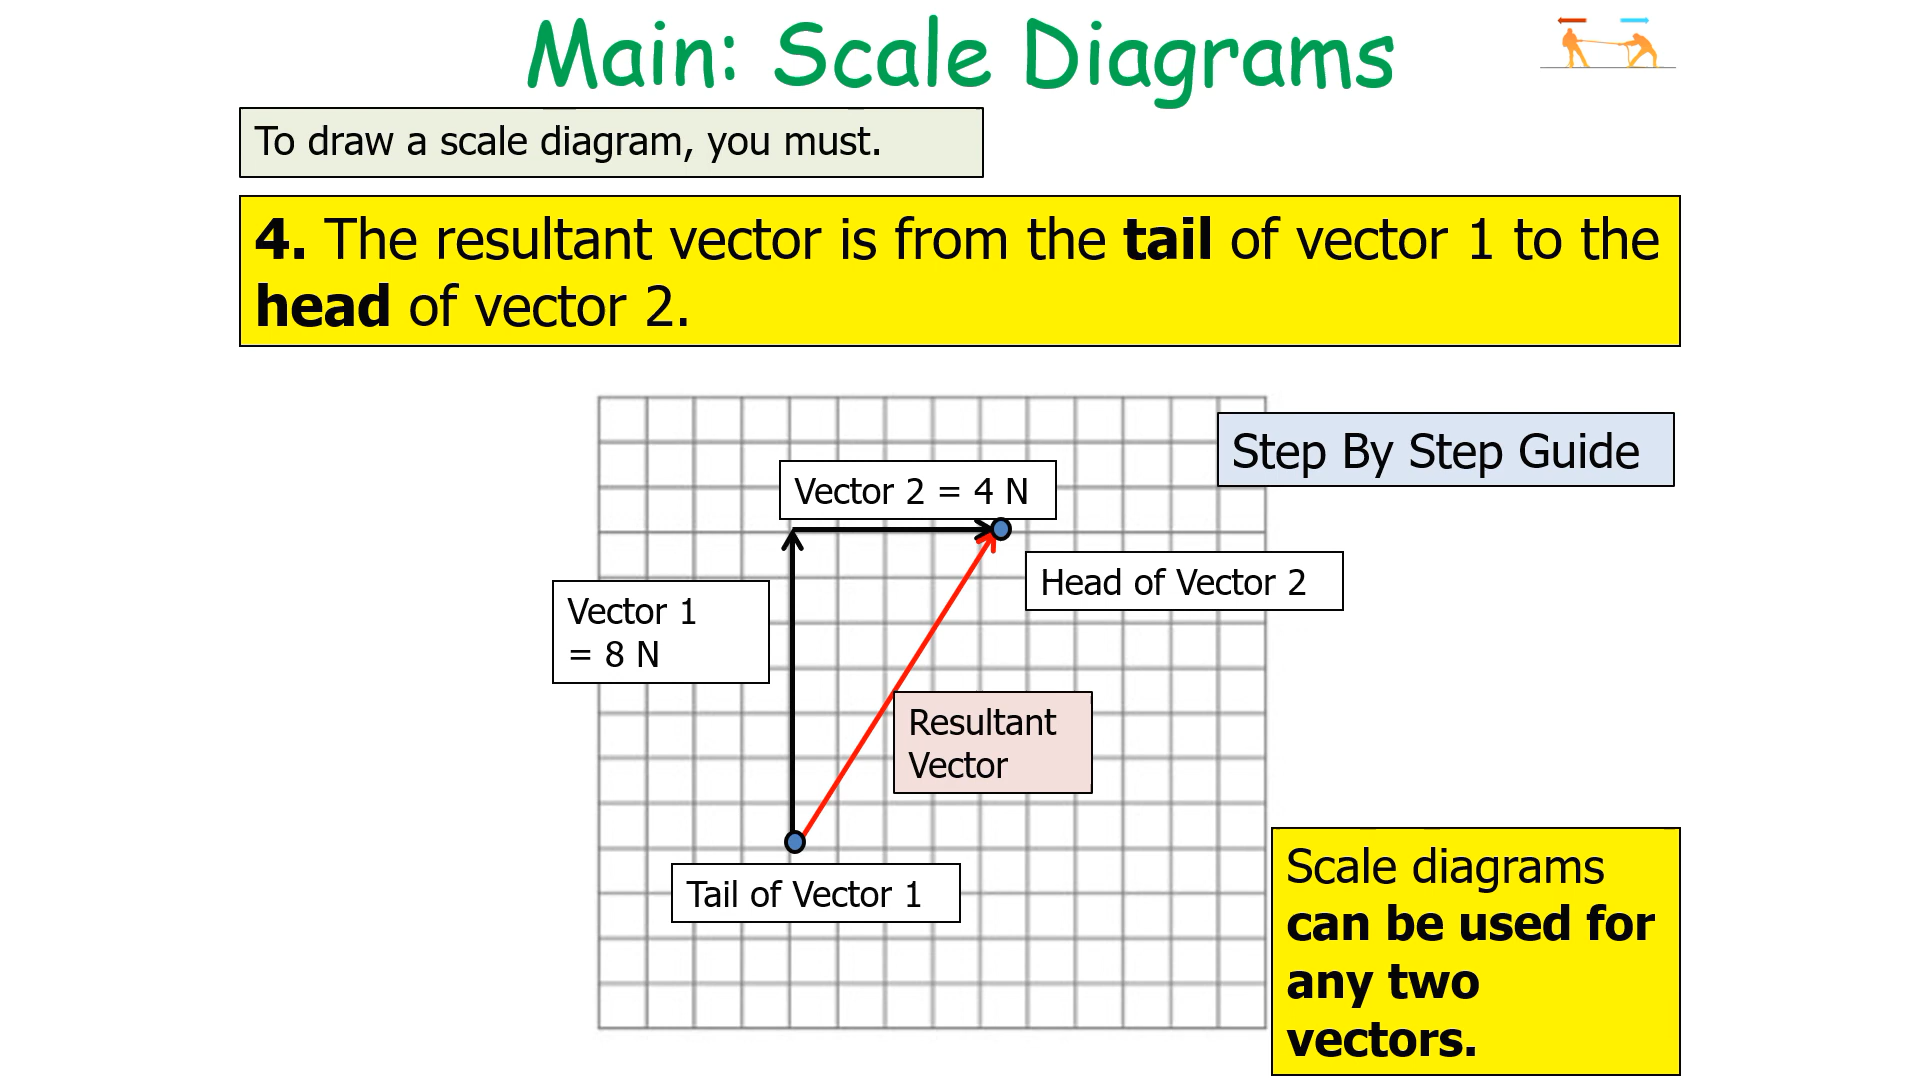 Main: Scale Diagrams
To draw a scale diagram, you must.
4. The resultant vector is from the tail of vector 1 to the
head of vector 2.
Step By Step Guide
Vector 2 = 4 N
Head of Vector 2
Vector 1
= 8 N
Resultant
Vector
Tail of Vector 1
Scale diagrams
can be used for
any two
vectors.